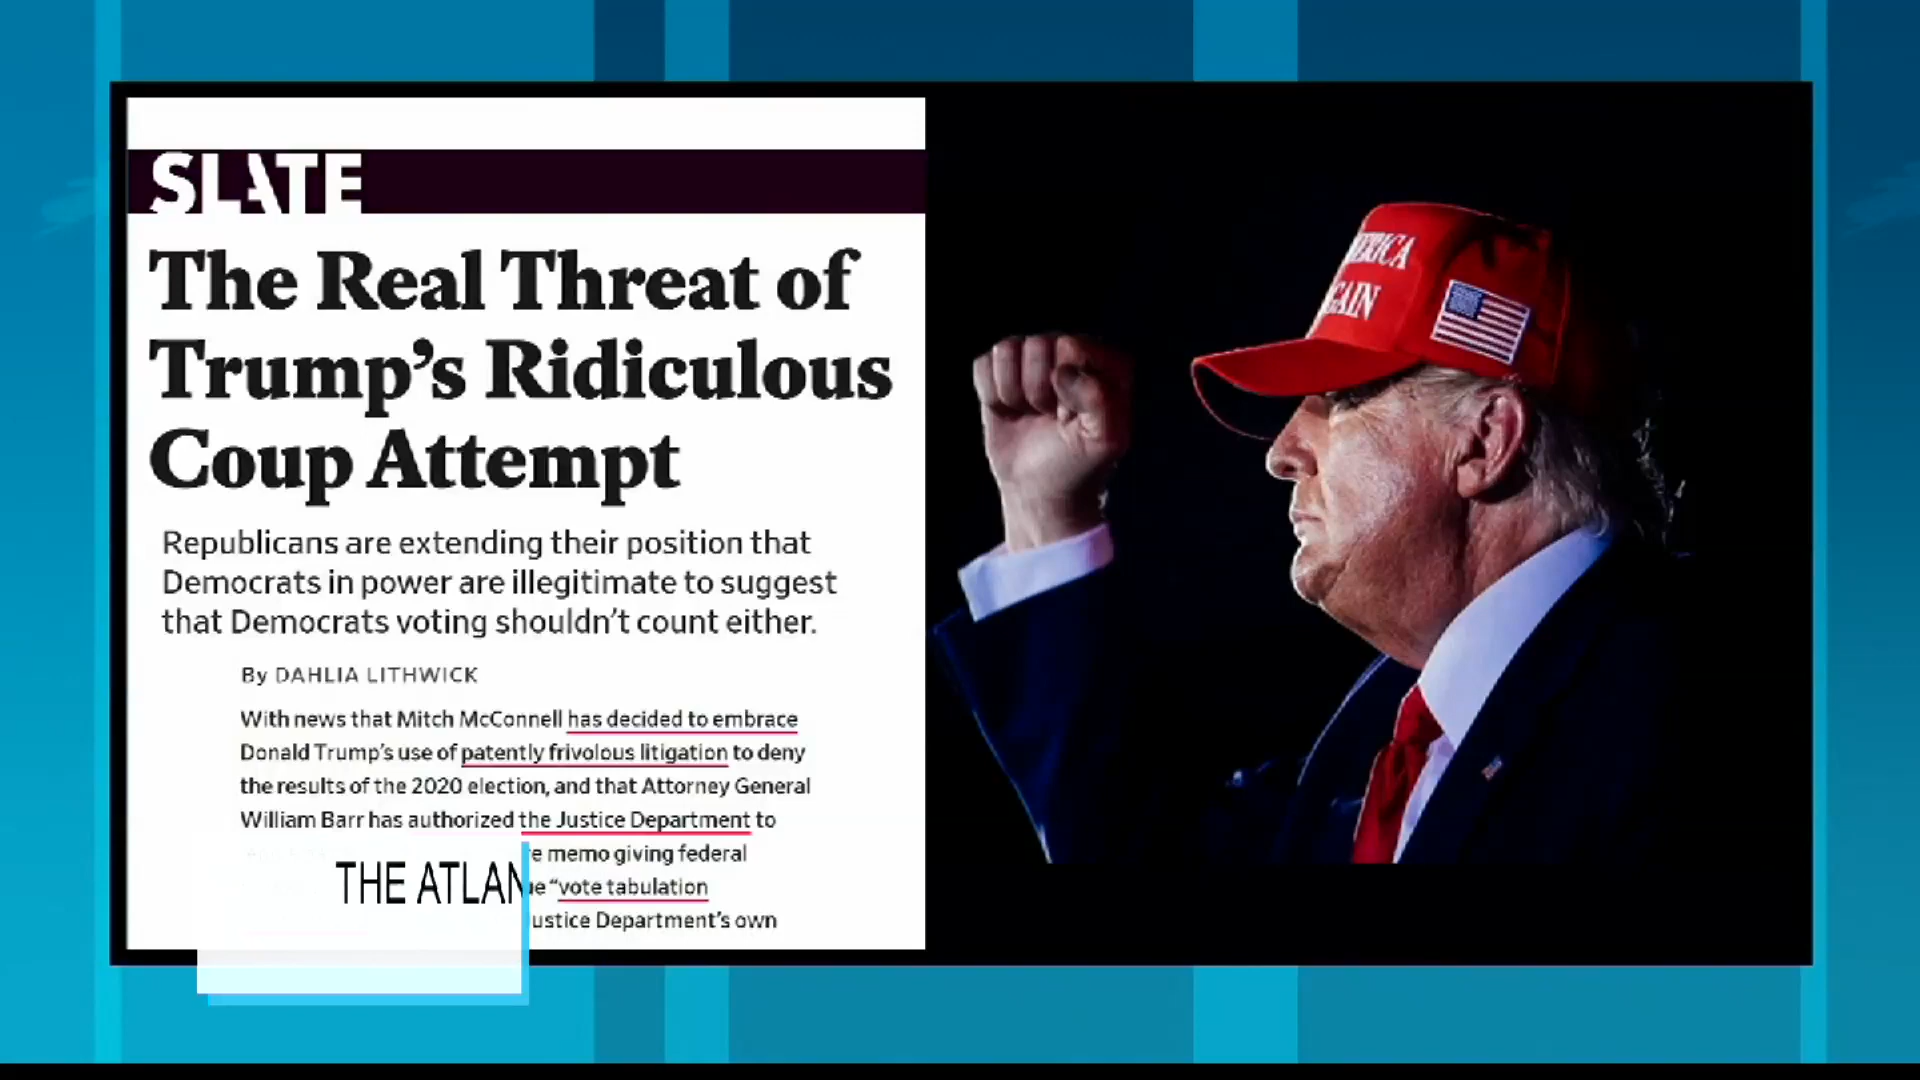 SLATE
The Real Threat of
Trump’s Ridiculous
Coup Attempt
Republicans are extending their position that
Democrats in power are illegitimate to suggest
that Democrats voting shouldn’t count either.
By DAHLIA LITHWICK
With news that Mitch McConnell has decided to embrace
Donald Trump’s use of patently frivolous litigation to deny
the results of the 2020 election, and that Attorney General
William Barr has authorized the Justice Department to
memo giving federal
“vote tabulation
Justice Department’s own
THE ATLAN
ERICA
GAIN